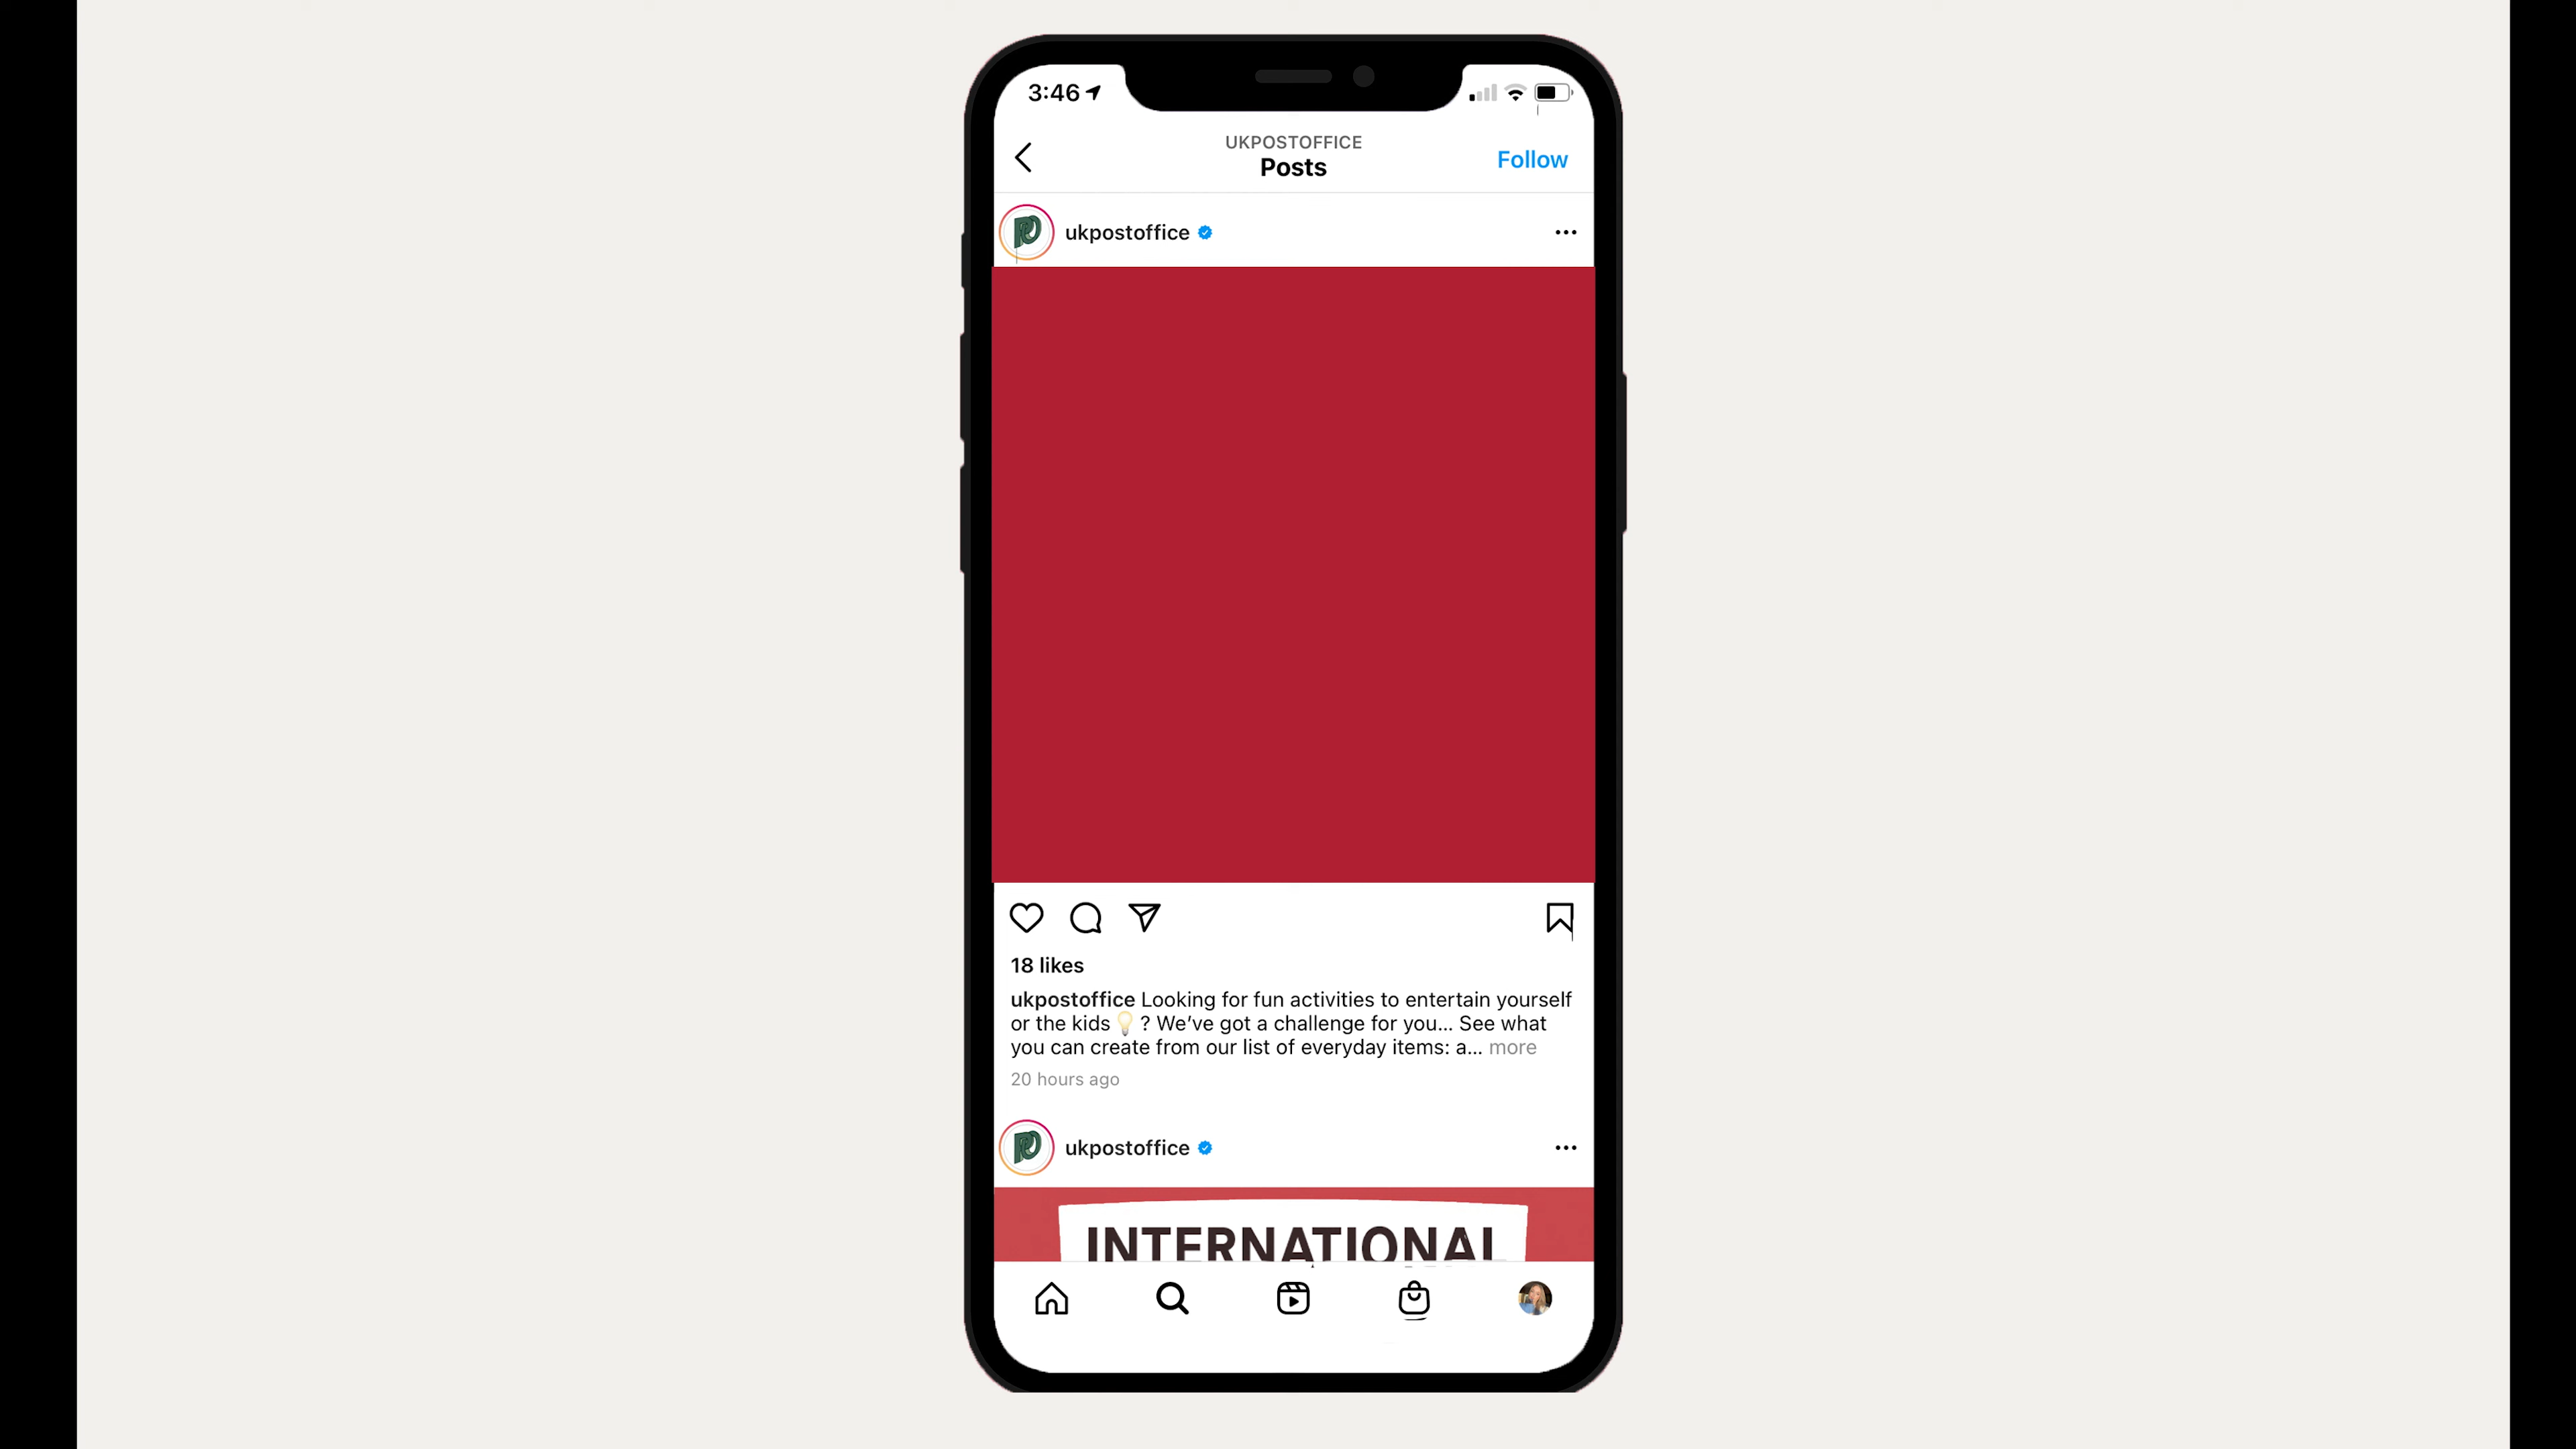 3:46
UKPOSTOFFICE
Posts
Follow
ukpostoffice
18 likes
ukpostoffice Looking for fun activities to entertain yourself
or the kids 💡? We've got a challenge for you... See what
you can create from our list of everyday items: a... more
20 hours ago
ukpostoffice
INTERNATIONAL